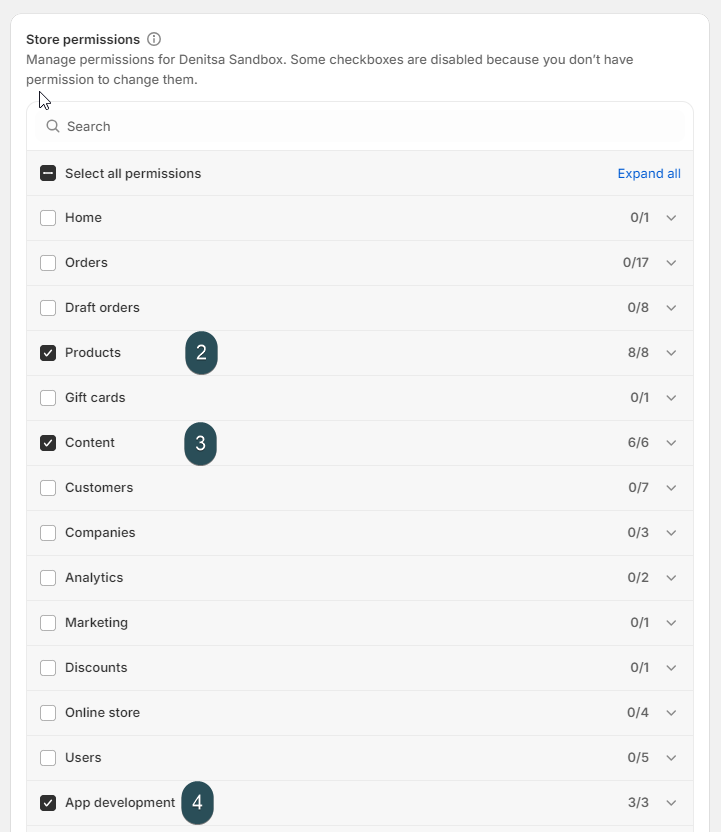 Store permissions
Manage permissions for Denitsa Sandbox. Some checkboxes are disabled because you don’t have
permission to change them.
Search
Select all permissions Expand all
Home 0/1
Orders 0/17
Draft orders 0/8
Products 2 8/8
Gift cards 0/1
Content 3 6/6
Customers 0/7
Companies 0/3
Analytics 0/2
Marketing 0/1
Discounts 0/1
Online store 0/4
Users 0/5
App development 4 3/3